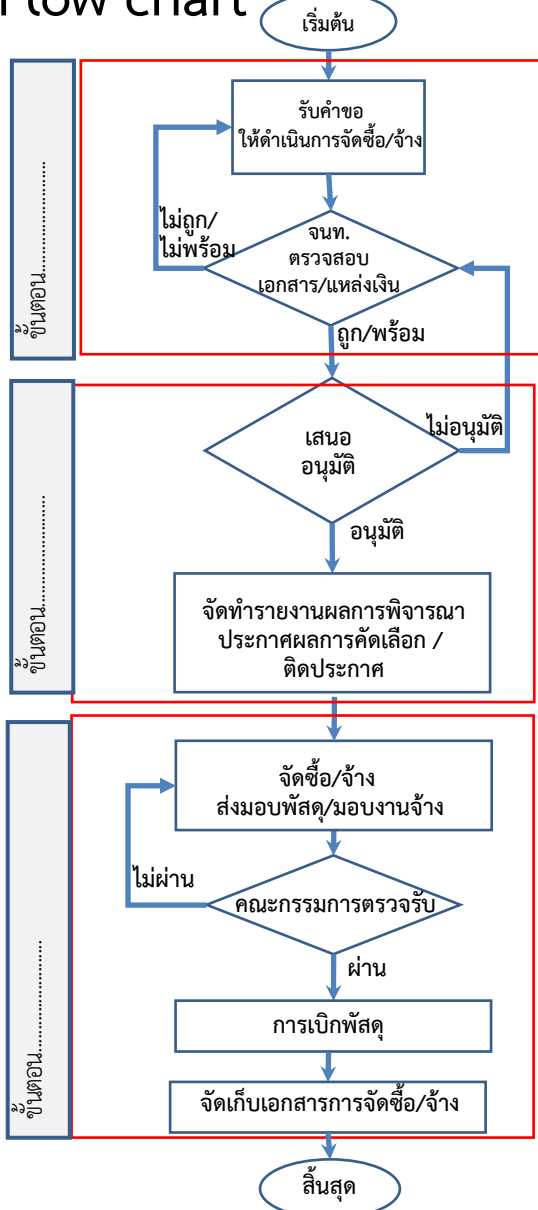 Flow chart
เริ่มต้น
รับคำขอ
ให้ดำเนินการจัดซื้อ/จ้าง
ไม่ถูก/
ไม่พร้อม
จนท.
ตรวจสอบ
เอกสาร/แหล่งเงิน
ถูก/พร้อม
ขั้นตอน..............................
เสนอ
อนุมัติ
ไม่อนุมัติ
อนุมัติ
จัดทำรายงานผลการพิจารณา
ประกาศผลการคัดเลือก /
ติดประกาศ
ขั้นตอน..............................
จัดซื้อ/จ้าง
ส่งมอบพัสดุ/มอบงานจ้าง
ไม่ผ่าน
คณะกรรมการตรวจรับ
ผ่าน
การเบิกพัสดุ
จัดเก็บเอกสารการจัดซื้อ/จ้าง
ขั้นตอน..............................
สิ้นสุด